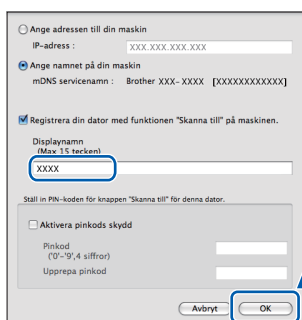 Ange adressen till din maskin
IP-adress : XXX.XXX.XXX.XXX
Ange namnet på din maskin
mDNS servicenamn : Brother XXX-XXXX [XXXXXXXXXXXX]
Registrera din dator med funktionen "Skanna till" på maskinen.
Displaynamn
(Max 15 tecken)
XXXX
Ställ in PIN-koden för knappen "Skanna till" för denna dator.
Aktivera pinkods skydd
Pinkod
('0'-'9',4 siffror)
Upprepa pinkod
Avbryt OK